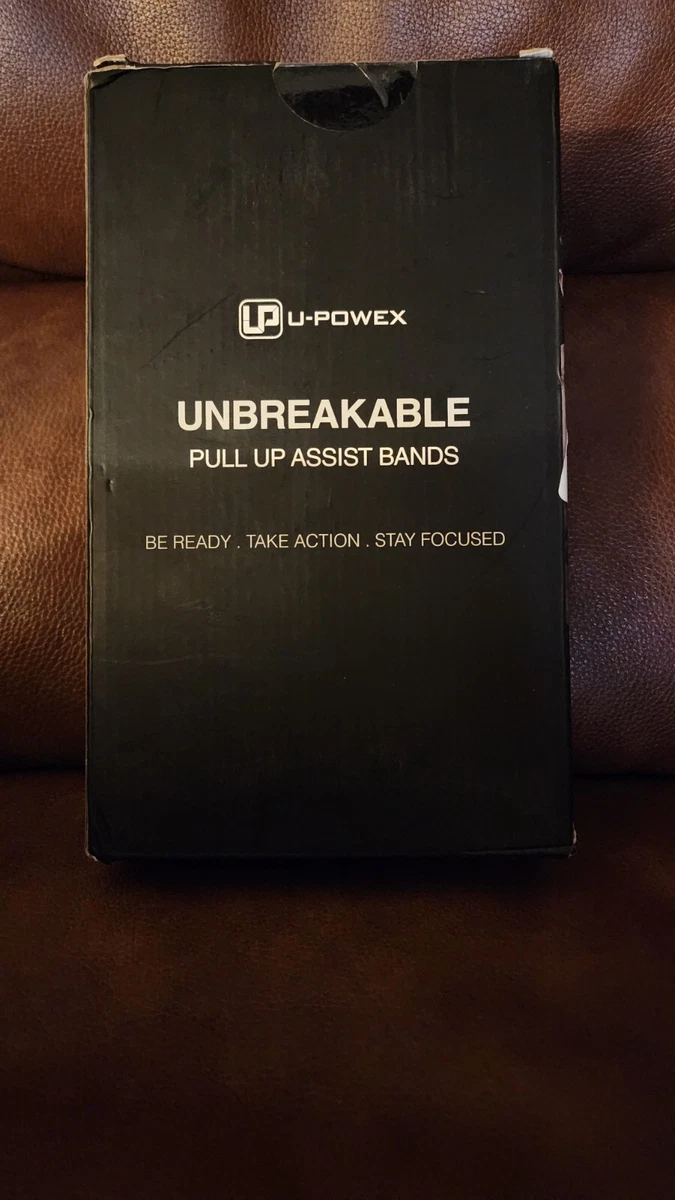 UP U-POWEX
UNBREAKABLE
PULL UP ASSIST BANDS
BE READY . TAKE ACTION . STAY FOCUSED